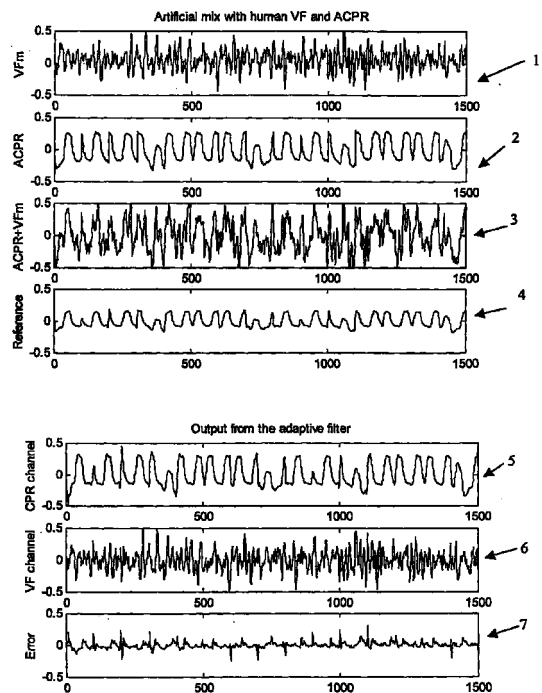 Artificial mix with human VF and ACPR
0.5
VFm
0
-0.5
0 500 1000 1500
1
0.5
ACPR
0
-0.5
0 500 1000 1500
2
0.5
ACPR+VFm
0
-0.5
0 500 1000 1500
3
0.5
Reference
0
-0.5
0 500 1000 1500
4
Output from the adaptive filter
0.5
CPR channel
0
-0.5
0 500 1000 1500
5
0.5
VF channel
0
-0.5
0 500 1000 1500
6
0.5
Error
0
-0.5
0 500 1000 1500
7